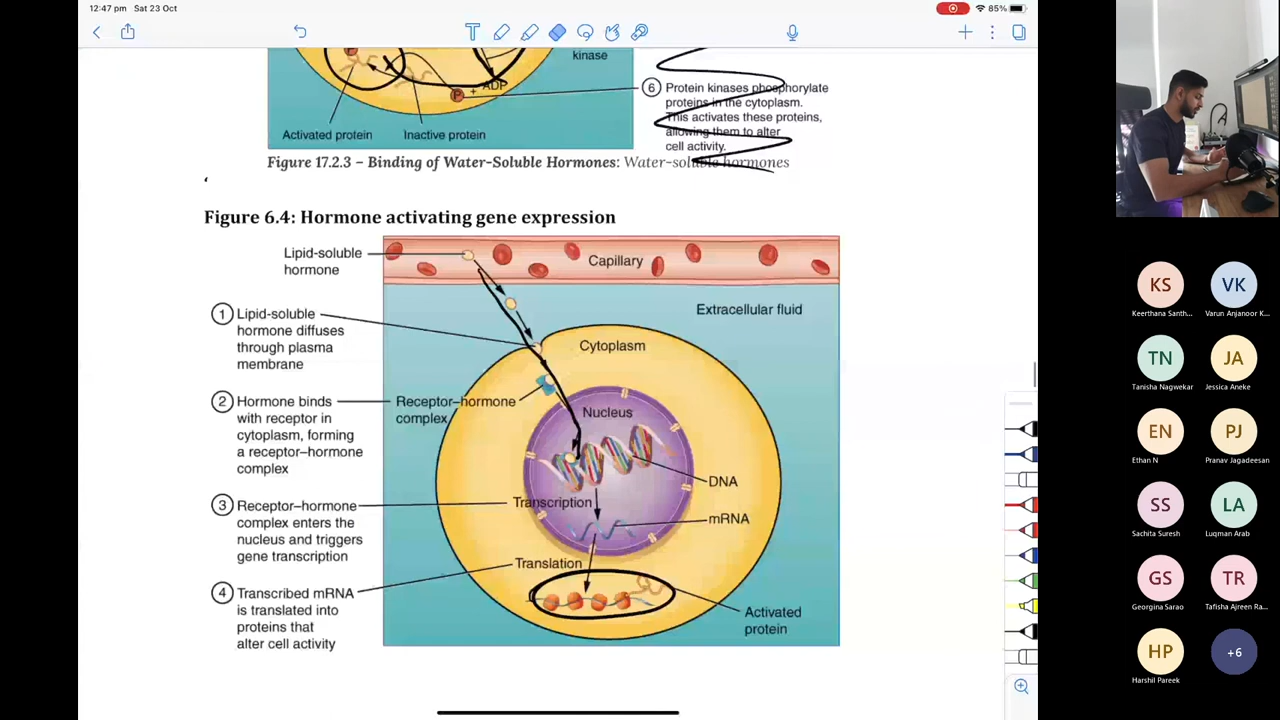 12:47 pm Sat 23 Oct
85%
T
kinase
P
P + ADP
6 Protein kinases phosphorylate
proteins in the cytoplasm.
This activates these proteins,
allowing them to alter
cell activity.
Activated protein
Inactive protein
Figure 17.2.3 – Binding of Water-Soluble Hormones: Water-soluble hormones
Figure 6.4: Hormone activating gene expression
Lipid-soluble
hormone
Capillary
Extracellular fluid
1 Lipid-soluble
hormone diffuses
through plasma
membrane
Cytoplasm
2 Hormone binds
with receptor in
cytoplasm, forming
a receptor–hormone
complex
Receptor–hormone
complex
Nucleus
DNA
3 Receptor–hormone
complex enters the
nucleus and triggers
gene transcription
Transcription
mRNA
Translation
4 Transcribed mRNA
is translated into
proteins that
alter cell activity
Activated
protein
KS
Keerthana Santh...
VK
Varun Anjanoor K...
TN
Tanisha Nagwekar
JA
Jessica Aneke
EN
Ethan N
PJ
Pranav Jagadeesan
SS
Sachita Suresh
LA
Luqman Arab
GS
Georgina Sarao
TR
Tafisha Ajreen Ra...
HP
Harshil Pareek
+6